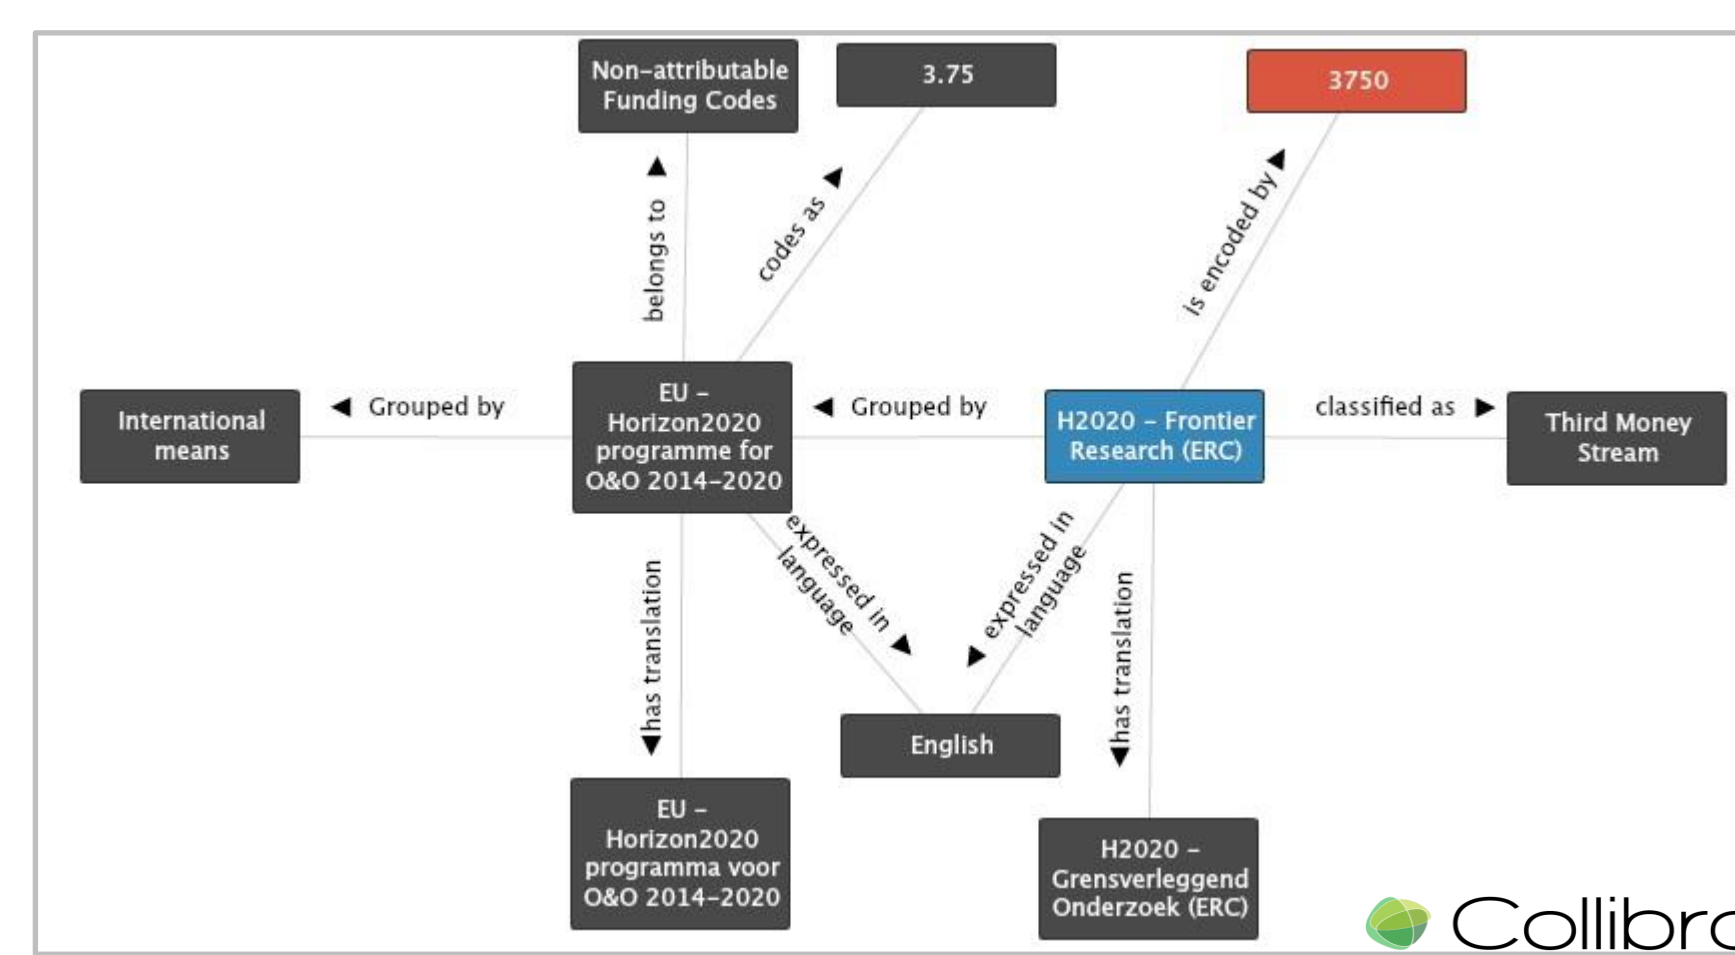 Non-attributable
Funding Codes
3.75
3750
belongs to
codes as
is encoded by
International
means
Grouped by
EU -
Horizon2020
programme for
O&O 2014-2020
Grouped by
H2020 - Frontier
Research (ERC)
classified as
Third Money
Stream
has translation
expressed in
language
expressed in
language
has translation
English
EU -
Horizon2020
programma voor
O&O 2014-2020
H2020 -
Grensverleggend
Onderzoek (ERC)
Collibra